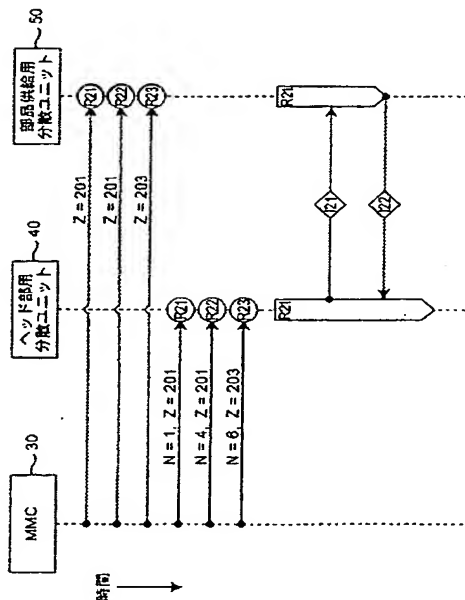 MMC
30
ヘッド部用
分散ユニット
40
部品供給用
分散ユニット
50
時間
Z = 201
Z = 201
Z = 203
R21
R22
R23
N = 1, Z = 201
N = 4, Z = 201
N = 6, Z = 203
R21
R22
R23
R21
R21
I21
I22